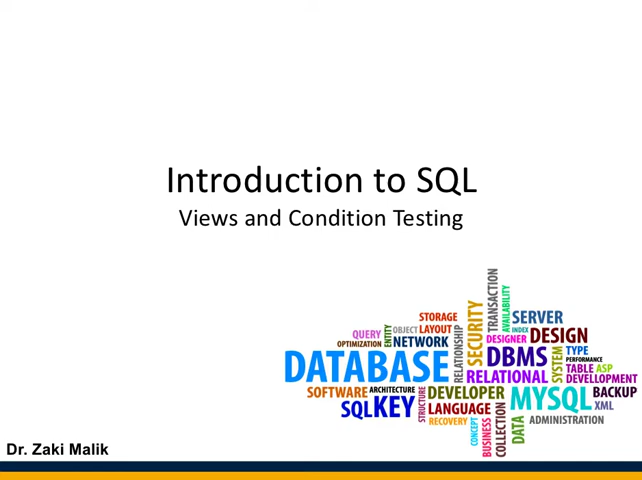 Introduction to SQL
Views and Condition Testing
TRANSACTION
AVAILABILITY
STORAGE
SECURITY
SERVER
QUERY
ENTITY
OBJECT
LAYOUT
RELATIONSHIP
INDEX
DESIGN
OPTIMIZATION
NETWORK
DESIGNER
DATABASE
DBMS
SYSTEM
TYPE
PERFORMANCE
RELATIONAL
TABLE
ASP
DEVELLOPMENT
SOFTWARE
ARCHITECTURE
STRUCTURE
DEVELOPER
MYSQL
BACKUP
SQL
KEY
LANGUAGE
COLLECTION
XML
RECOVERY
CONCEPT
BUSINESS
DATA
ADMINISTRATION
Dr. Zaki Malik